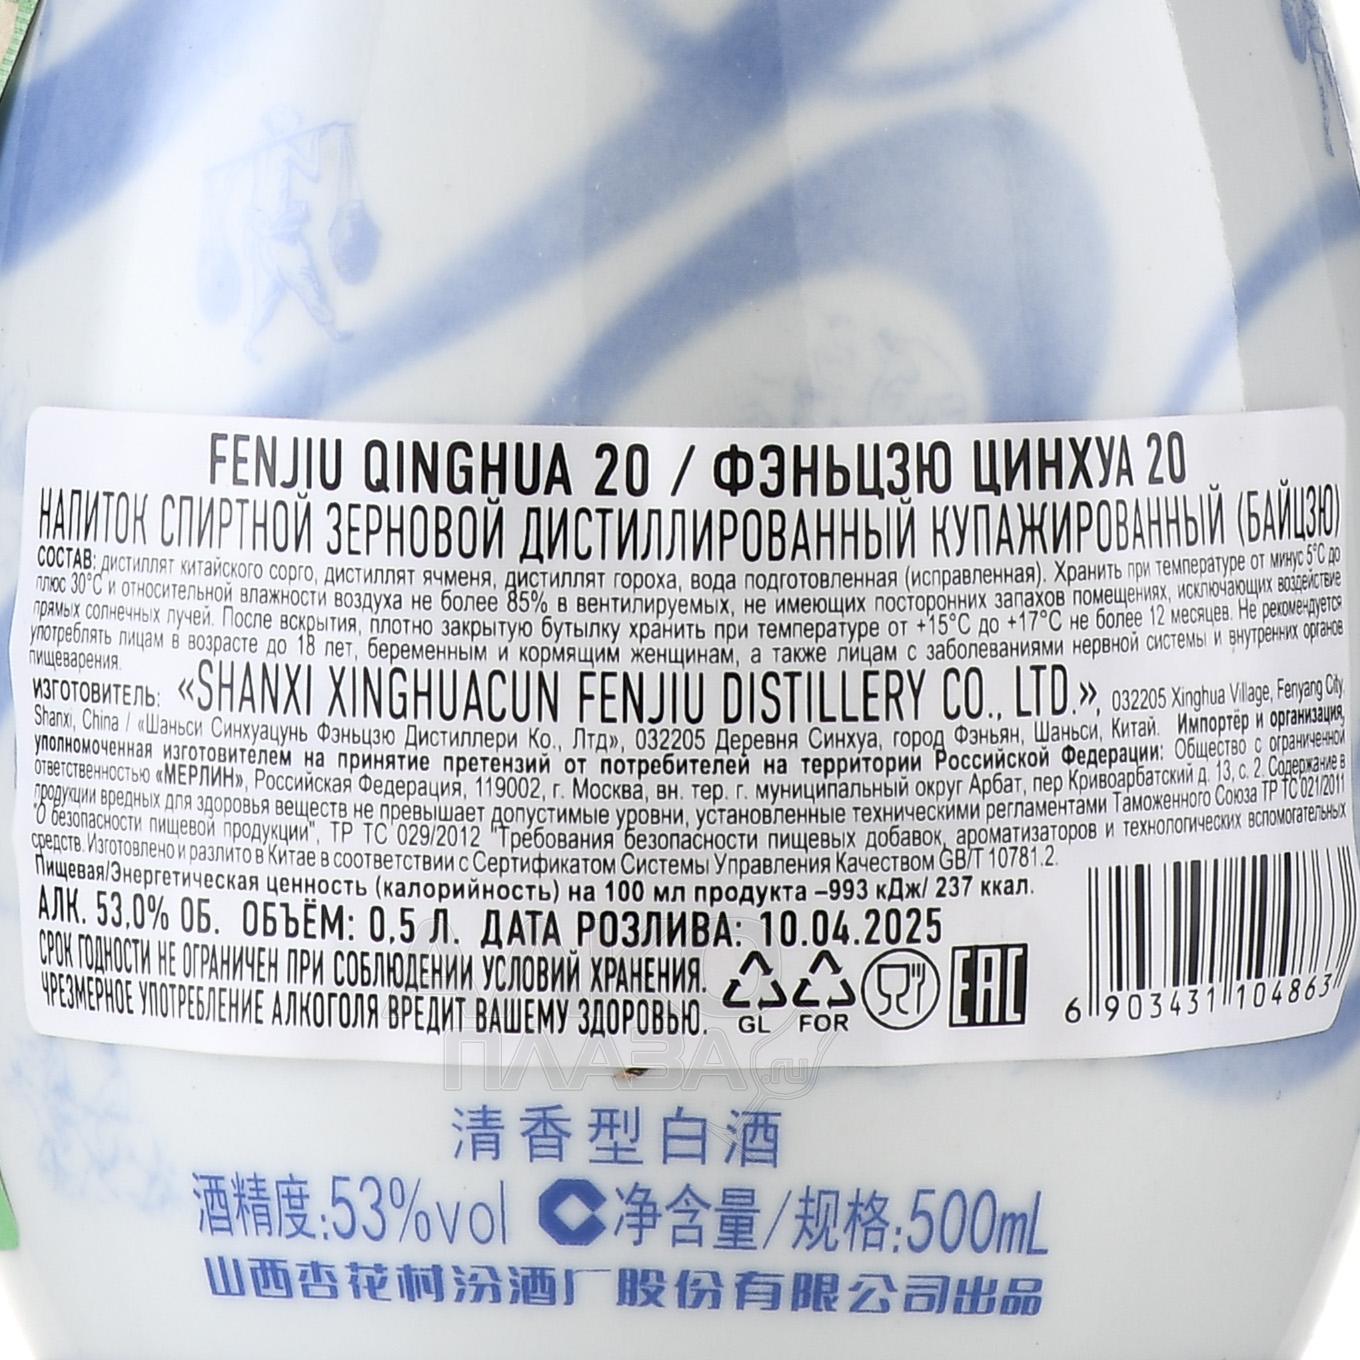 FENJIU QINGHUA 20 / ФЭНЬЦЗЮ ЦИНХУА 20
НАПИТОК СПИРТНОЙ ЗЕРНОВОЙ ДИСТИЛЛИРОВАННЫЙ КУПАЖИРОВАННЫЙ (БАЙЦЗЮ)
СОСТАВ: дистиллят китайского сорго, дистиллят ячменя, дистиллят гороха, вода подготовленная (исправленная). Хранить при температуре от минус 5°С до
плюс 30°С и относительной влажности воздуха не более 85% в вентилируемых, не имеющих посторонних запахов помещениях, исключающих воздействие
прямых солнечных лучей. После вскрытия, плотно закрытую бутылку хранить при температуре от +15°С до +17°С не более 12 месяцев. Не рекомендуется
употреблять лицам в возрасте до 18 лет, беременным и кормящим женщинам, а также лицам с заболеваниями нервной системы и внутренних органов
пищеварения.
ИЗГОТОВИТЕЛЬ: «SHANXI XINGHUACUN FENJIU DISTILLERY CO., LTD.», 032205 Xinghua Village, Fenyang City,
Shanxi, China / «Шаньси Синхуацунь Фэньцзю Дистиллери Ко., Лтд», 032205 Деревня Синхуа, город Фэньян, Шаньси, Китай. Импортёр и организация,
уполномоченная изготовителем на принятие претензий от потребителей на территории Российской Федерации: Общество с ограниченной
ответственностью «МЕРЛИН», Российская Федерация, 119002, г. Москва, вн. тер. г. муниципальный округ Арбат, пер Кривоарбатский д. 13, с. 2. Содержание в
продукции вредных для здоровья веществ не превышает допустимые уровни, установленные техническими регламентами Таможенного Союза ТР ТС 021/2011
"О безопасности пищевой продукции", ТР ТС 029/2012 "Требования безопасности пищевых добавок, ароматизаторов и технологических вспомогательных
средств. Изготовлено и разлито в Китае в соответствии с Сертификатом Системы Управления Качеством GB/T 10781.2.
Пищевая/Энергетическая ценность (калорийность) на 100 мл продукта –993 кДж/ 237 ккал.
АЛК. 53,0% ОБ. ОБЪЁМ: 0,5 Л. ДАТА РОЗЛИВА: 10.04.2025
СРОК ГОДНОСТИ НЕ ОГРАНИЧЕН ПРИ СОБЛЮДЕНИИ УСЛОВИЙ ХРАНЕНИЯ.
ЧРЕЗМЕРНОЕ УПОТРЕБЛЕНИЕ АЛКОГОЛЯ ВРЕДИТ ВАШЕМУ ЗДОРОВЬЮ.
GL FOR EAC
6 903431 104863
АЛКО
ПЛАЗА.ru
清香型白酒
酒精度:53%vol 净含量/规格:500mL
山西杏花村汾酒厂股份有限公司出品